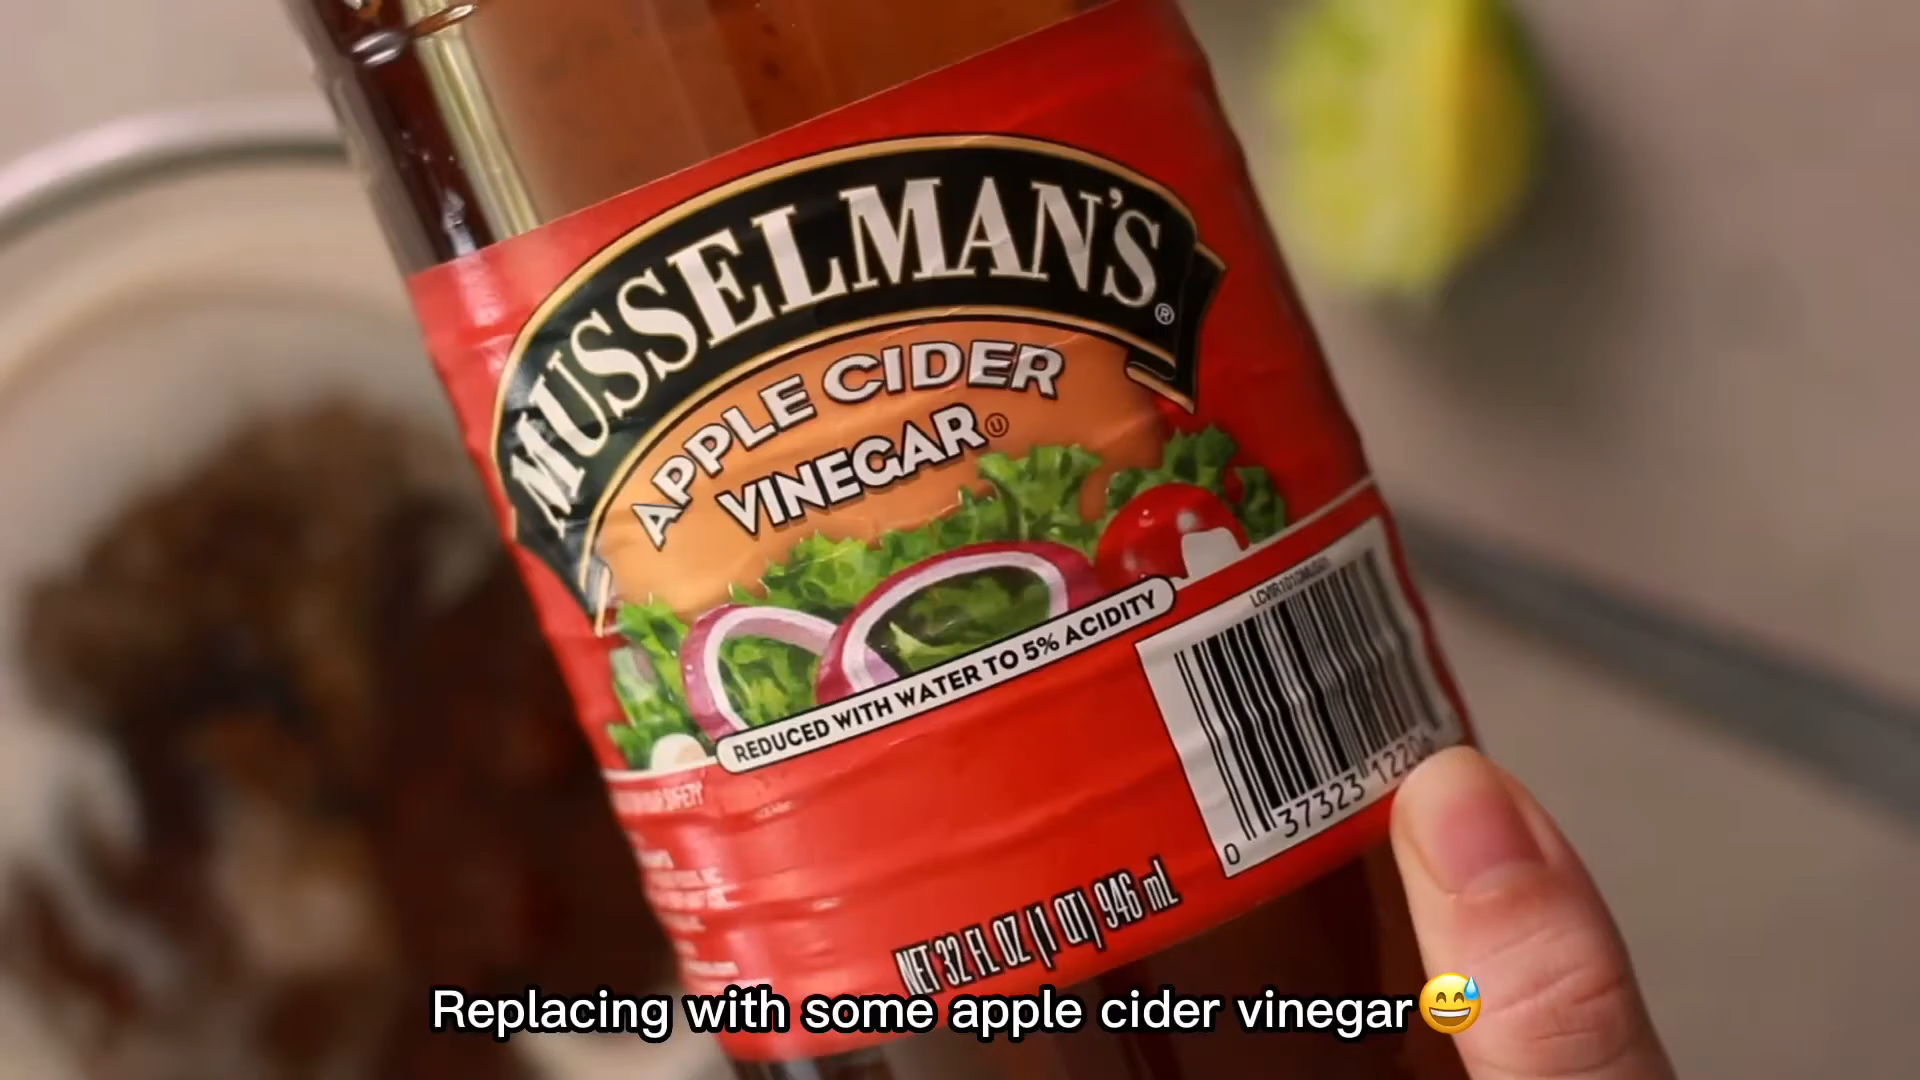 MUSSELMAN'S®
APPLE CIDER
VINEGAR
REDUCED WITH WATER TO 5% ACIDITY
0 37323 122
NET 32 FL OZ (1 QT) 946 mL
Replacing with some apple cider vinegar😅